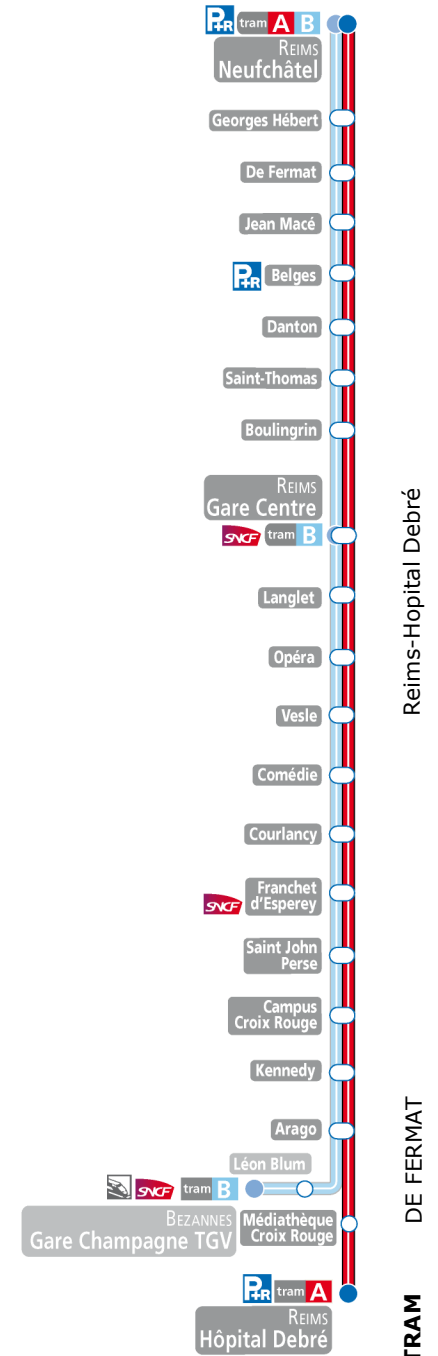 P+R tram A B
REIMS
Neufchâtel
Georges Hébert
De Fermat
Jean Macé
P+R Belges
Danton
Saint-Thomas
Boulingrin
REIMS
Gare Centre
SNCF tram B
Langlet
Opéra
Vesle
Comédie
Courlancy
Franchet
SNCF d'Esperey
Saint John
Perse
Campus
Croix Rouge
Kennedy
Arago
Léon Blum
SNCF tram B
BEZANNES
Gare Champagne TGV
Médiathèque
Croix Rouge
P+R tram A
REIMS
Hôpital Debré
Reims-Hopital Debré
DE FERMAT
TRAM